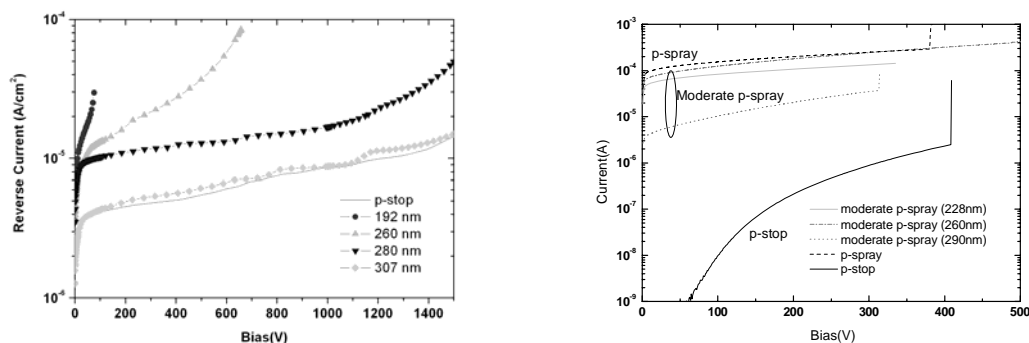 Reverse Current (A/cm²)
10⁻⁴
10⁻⁵
10⁻⁶
p-stop
192 nm
260 nm
280 nm
307 nm
0 200 400 600 800 1000 1200 1400
Bias(V)
Current(A)
10⁻³
10⁻⁴
10⁻⁵
10⁻⁶
10⁻⁷
10⁻⁸
10⁻⁹
p-spray
Moderate p-spray
p-stop
moderate p-spray (228nm)
moderate p-spray (260nm)
moderate p-spray (290nm)
p-spray
p-stop
0 100 200 300 400 500
Bias(V)